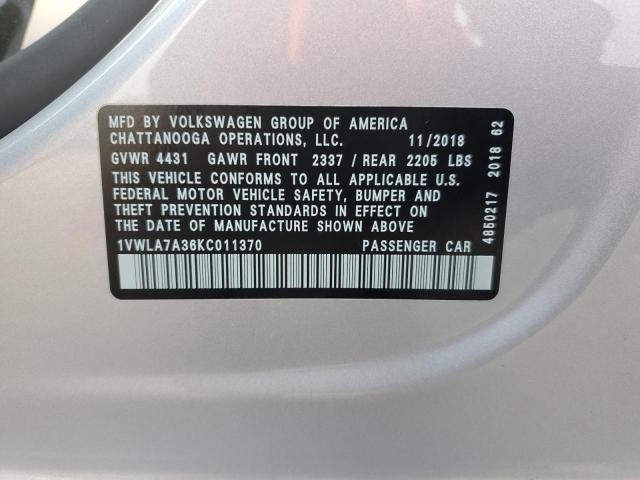 MFD BY VOLKSWAGEN GROUP OF AMERICA
CHATTANOOGA OPERATIONS, LLC. 11/2018
GVWR 4431 GAWR FRONT 2337 / REAR 2205 LBS
THIS VEHICLE CONFORMS TO ALL APPLICABLE U.S.
FEDERAL MOTOR VEHICLE SAFETY, BUMPER AND
THEFT PREVENTION STANDARDS IN EFFECT ON
THE DATE OF MANUFACTURE SHOWN ABOVE
1VWLA7A36KC011370 PASSENGER CAR
4850217 2018 62